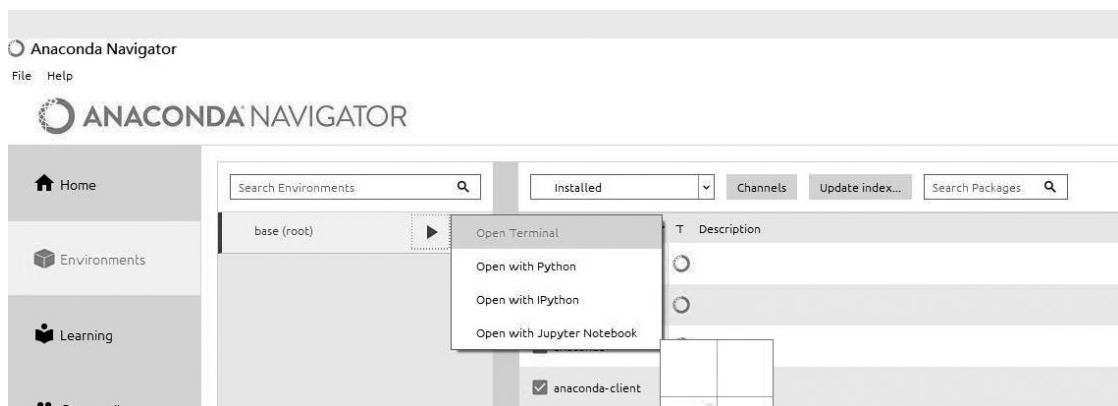 Anaconda Navigator
File Help
ANACONDA NAVIGATOR
Home
Search Environments
Installed
Channels
Update index...
Search Packages
base (root)
Open Terminal
T Description
Environments
Open with Python
Open with IPython
Learning
Open with Jupyter Notebook
anaconda-client